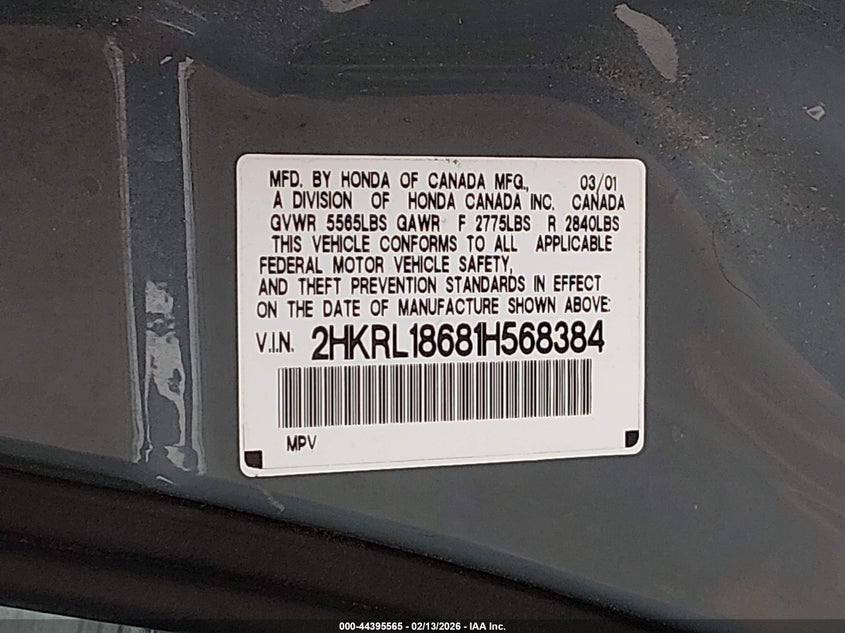 MFD. BY HONDA OF CANADA MFG., 03/01
A DIVISION OF HONDA CANADA INC. CANADA
GVWR 5565LBS GAWR F 2775LBS R 2840LBS
THIS VEHICLE CONFORMS TO ALL APPLICABLE
FEDERAL MOTOR VEHICLE SAFETY,
AND THEFT PREVENTION STANDARDS IN EFFECT
ON THE DATE OF MANUFACTURE SHOWN ABOVE:
V.I.N. 2HKRL18681H568384
MPV
000-44395565 - 02/13/2026 - IAA Inc.